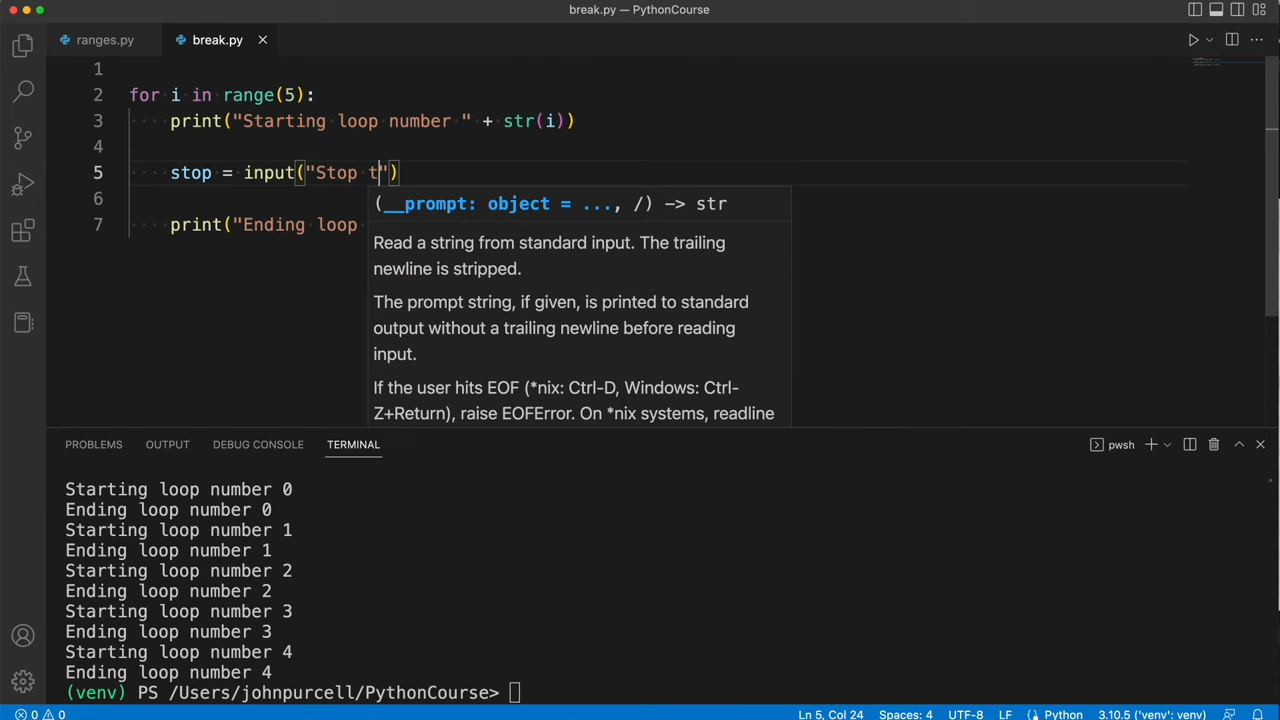 break.py — PythonCourse
ranges.py
break.py
1
2 for i in range(5):
3 print("Starting loop number " + str(i))
4
5 stop = input("Stop t")
6
7 print("Ending loop
(__prompt: object = ..., /) -> str
Read a string from standard input. The trailing
newline is stripped.
The prompt string, if given, is printed to standard
output without a trailing newline before reading
input.
If the user hits EOF (*nix: Ctrl-D, Windows: Ctrl-
Z+Return), raise EOFError. On *nix systems, readline
PROBLEMS OUTPUT DEBUG CONSOLE TERMINAL
pwsh
Starting loop number 0
Ending loop number 0
Starting loop number 1
Ending loop number 1
Starting loop number 2
Ending loop number 2
Starting loop number 3
Ending loop number 3
Starting loop number 4
Ending loop number 4
(venv) PS /Users/johnpurcell/PythonCourse>
0 0 Ln 5, Col 24 Spaces: 4 UTF-8 LF Python 3.10.5 ('venv': venv)